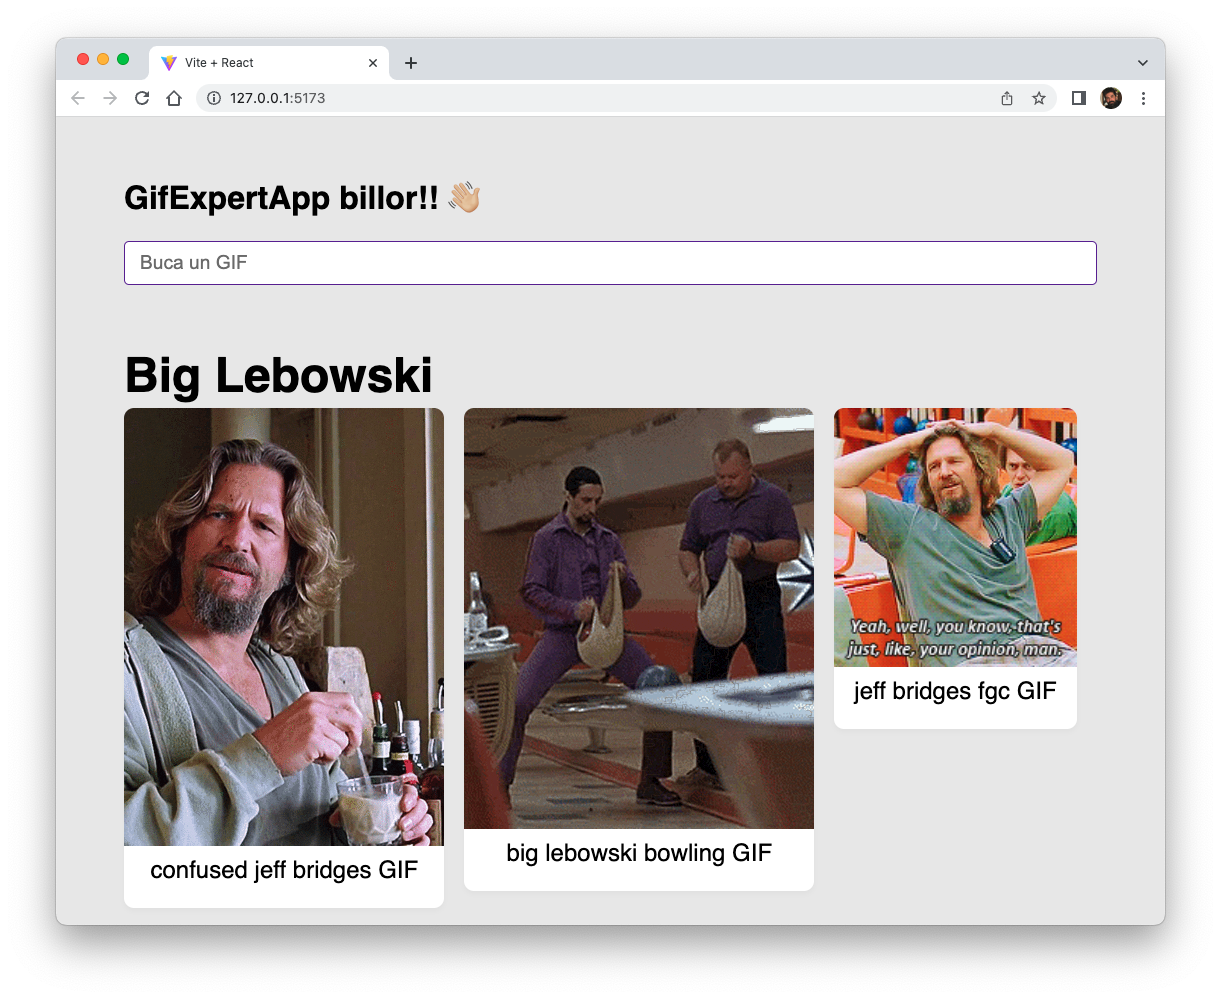 Vite + React
127.0.0.1:5173
GifExpertApp billor!! 👋🏼
Buca un GIF
Big Lebowski
Yeah, well, you know, that's
just, like, your opinion, man.
confused jeff bridges GIF
big lebowski bowling GIF
jeff bridges fgc GIF